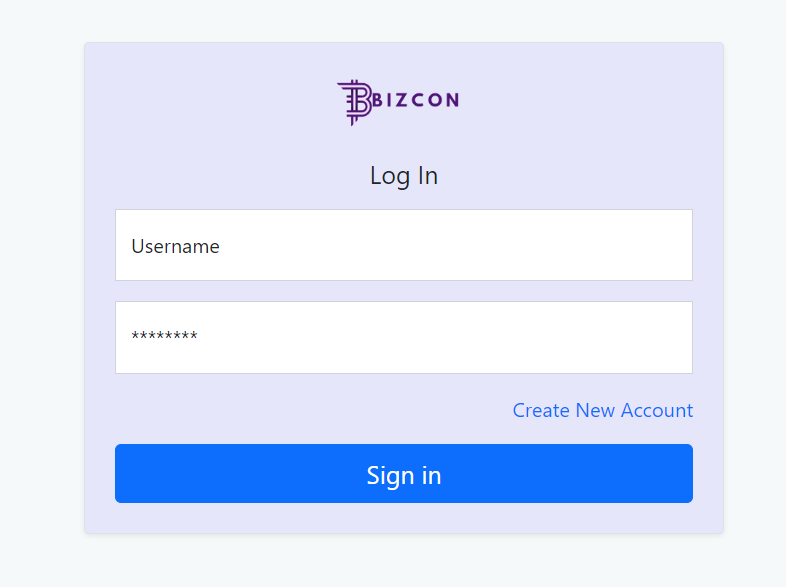 BIZCON
Log In
Username
********
Create New Account
Sign in